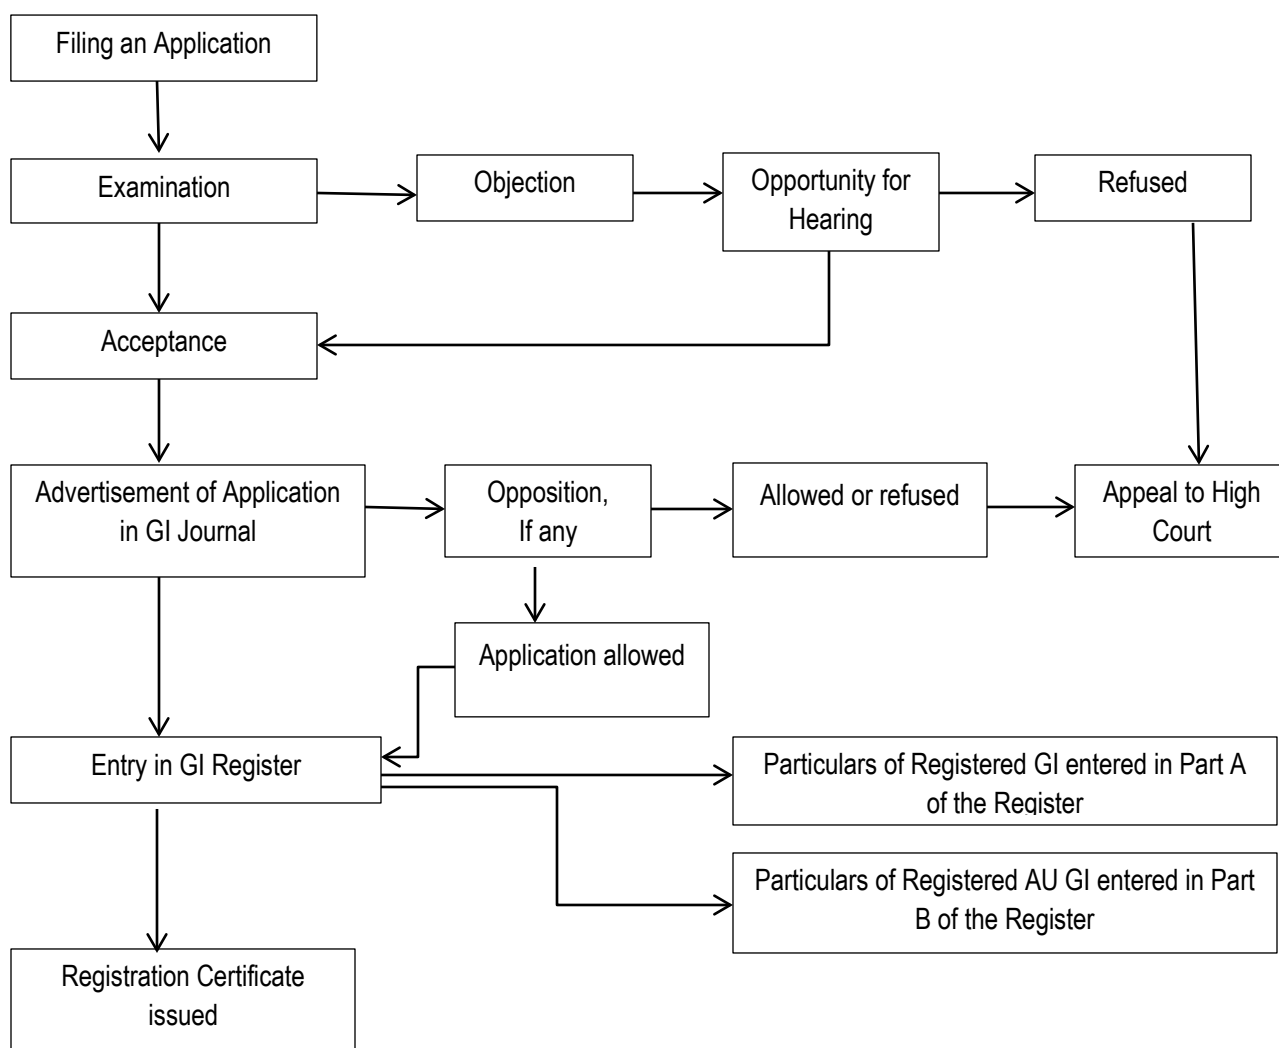 Filing an Application
Examination
Objection
Opportunity for
Hearing
Refused
Acceptance
Advertisement of Application
in GI Journal
Opposition,
If any
Allowed or refused
Appeal to High
Court
Application allowed
Entry in GI Register
Particulars of Registered GI entered in Part A
of the Register
Particulars of Registered AU GI entered in Part
B of the Register
Registration Certificate
issued